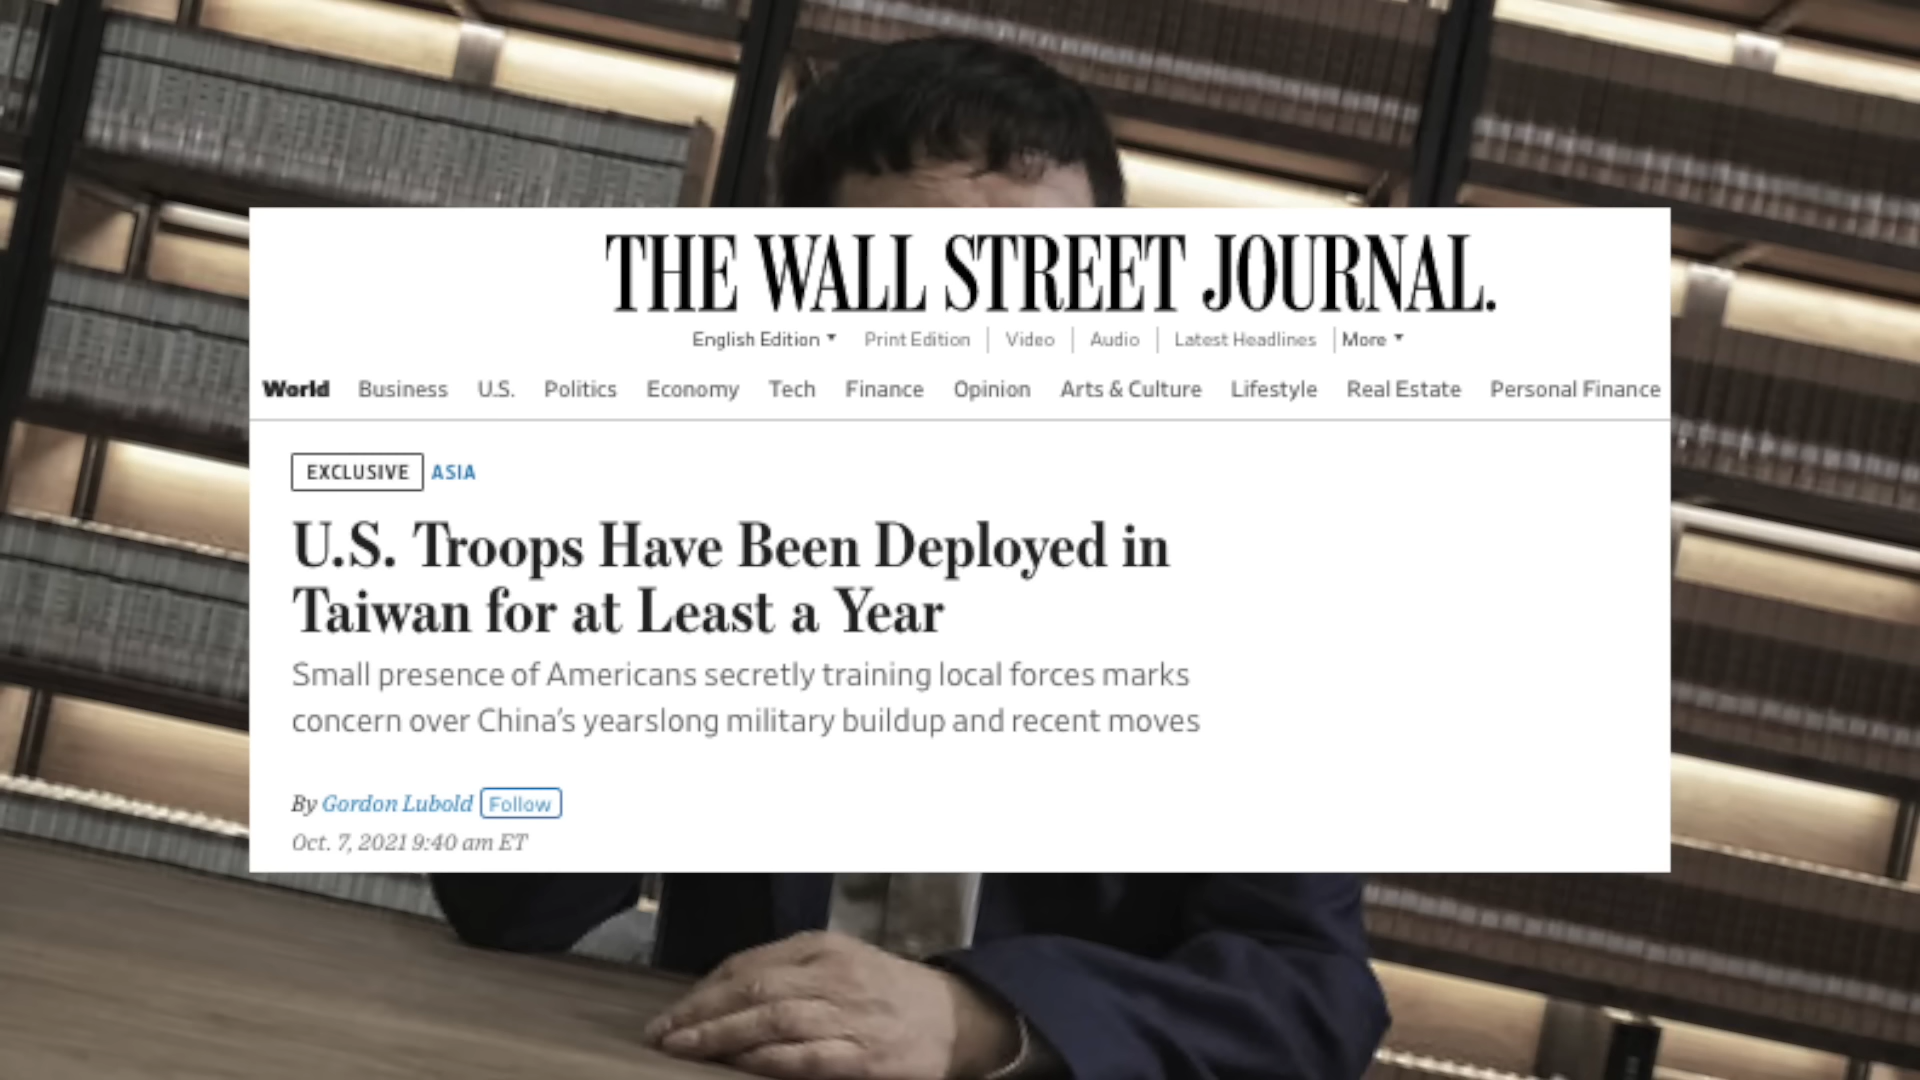 THE WALL STREET JOURNAL.
English Edition Print Edition Video Audio Latest Headlines More
World Business U.S. Politics Economy Tech Finance Opinion Arts & Culture Lifestyle Real Estate Personal Finance
EXCLUSIVE ASIA
U.S. Troops Have Been Deployed in
Taiwan for at Least a Year
Small presence of Americans secretly training local forces marks
concern over China's yearslong military buildup and recent moves
By Gordon Lubold Follow
Oct. 7, 2021 9:40 am ET